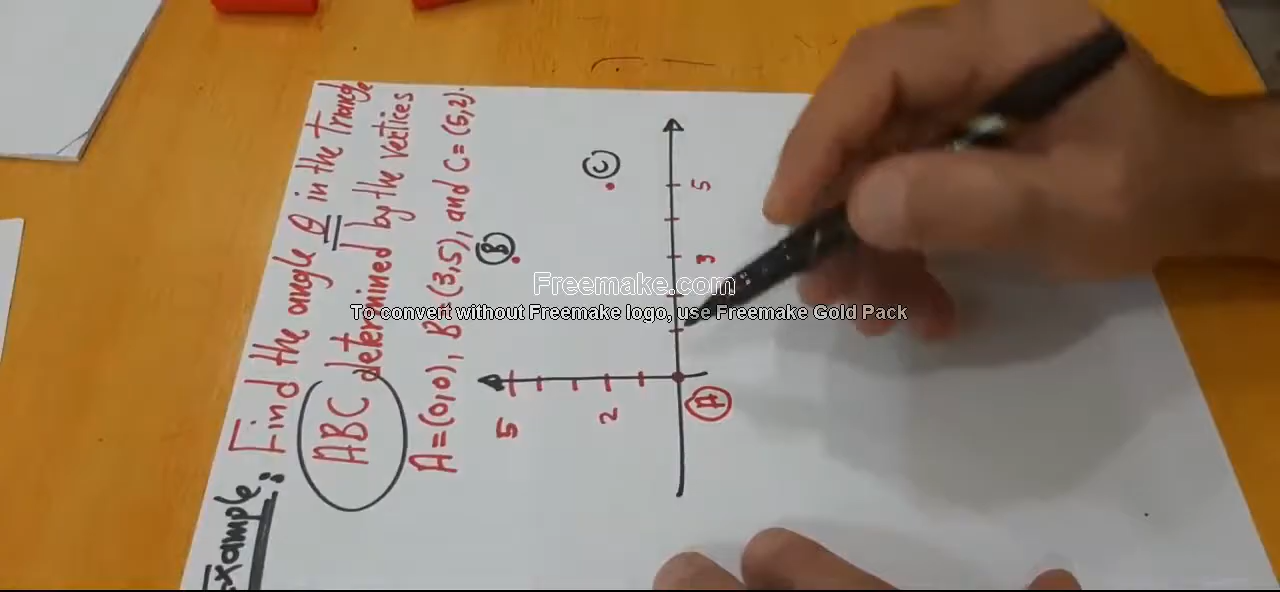 Example: Find the angle θ in the triangle
ABC determined by the vertices
A=(0,0), B=(3,5), and C=(5,2).
5
B
2
C
A
3
5
Freemake.com
To convert without Freemake logo, use Freemake Gold Pack